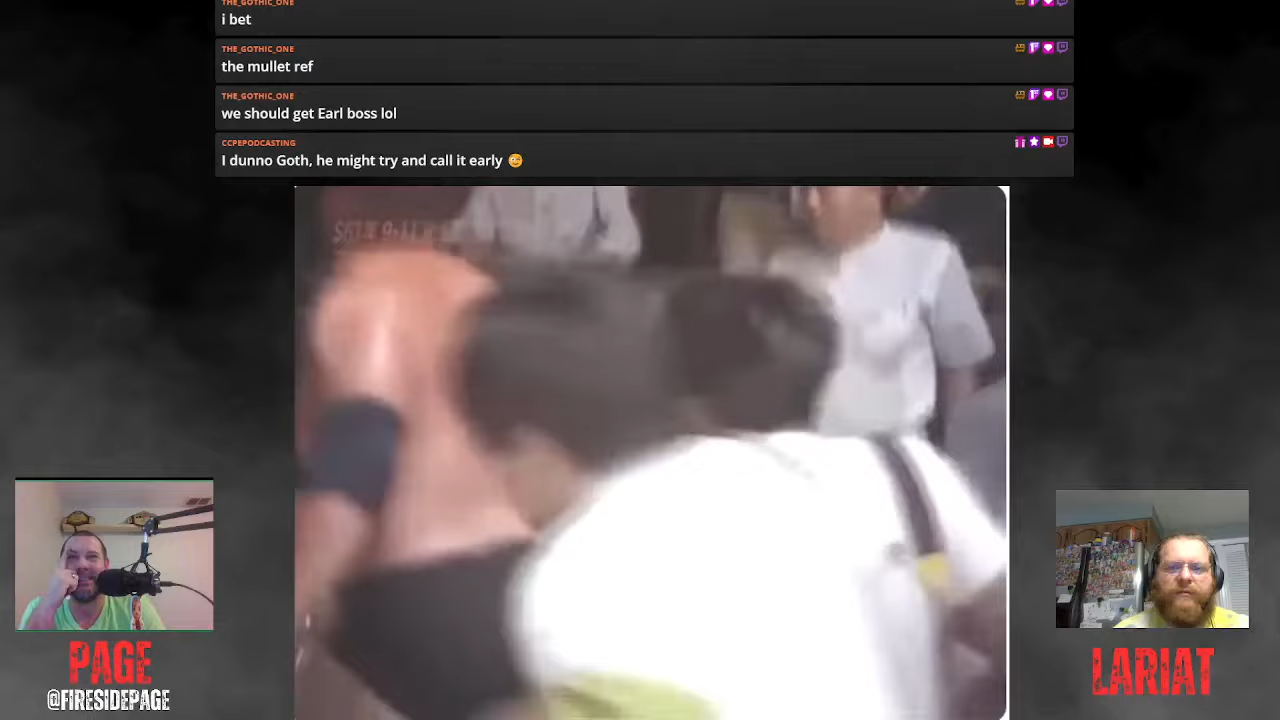 THE_GOTHIC_ONE
i bet
THE_GOTHIC_ONE
the mullet ref
THE_GOTHIC_ONE
we should get Earl boss lol
CCPEPODCASTING
I dunno Goth, he might try and call it early 😏
PAGE
@FIRESIDEPAGE
LARIAT